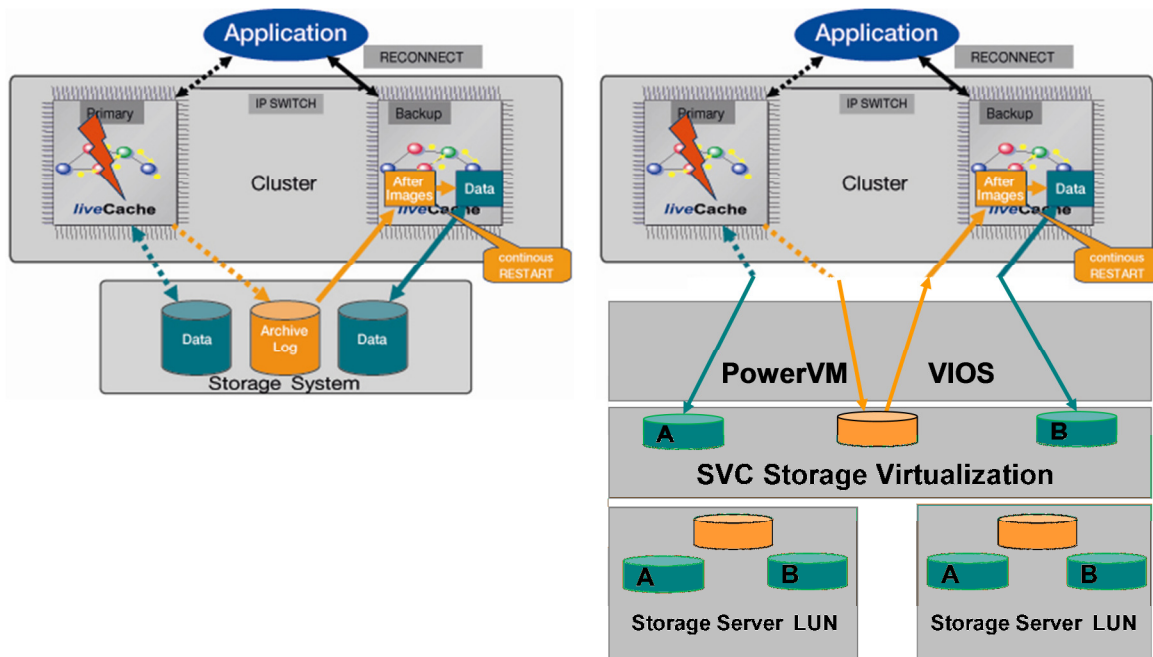 Application
RECONNECT
IP SWITCH
Primary
Backup
Cluster
After
Images
Data
liveCache
liveCache
continous
RESTART
Data
Archive
Log
Data
Storage System
Application
RECONNECT
IP SWITCH
Primary
Backup
Cluster
After
Images
Data
liveCache
liveCache
continous
RESTART
PowerVM
VIOS
A
B
SVC Storage Virtualization
A
B
Storage Server LUN
A
B
Storage Server LUN